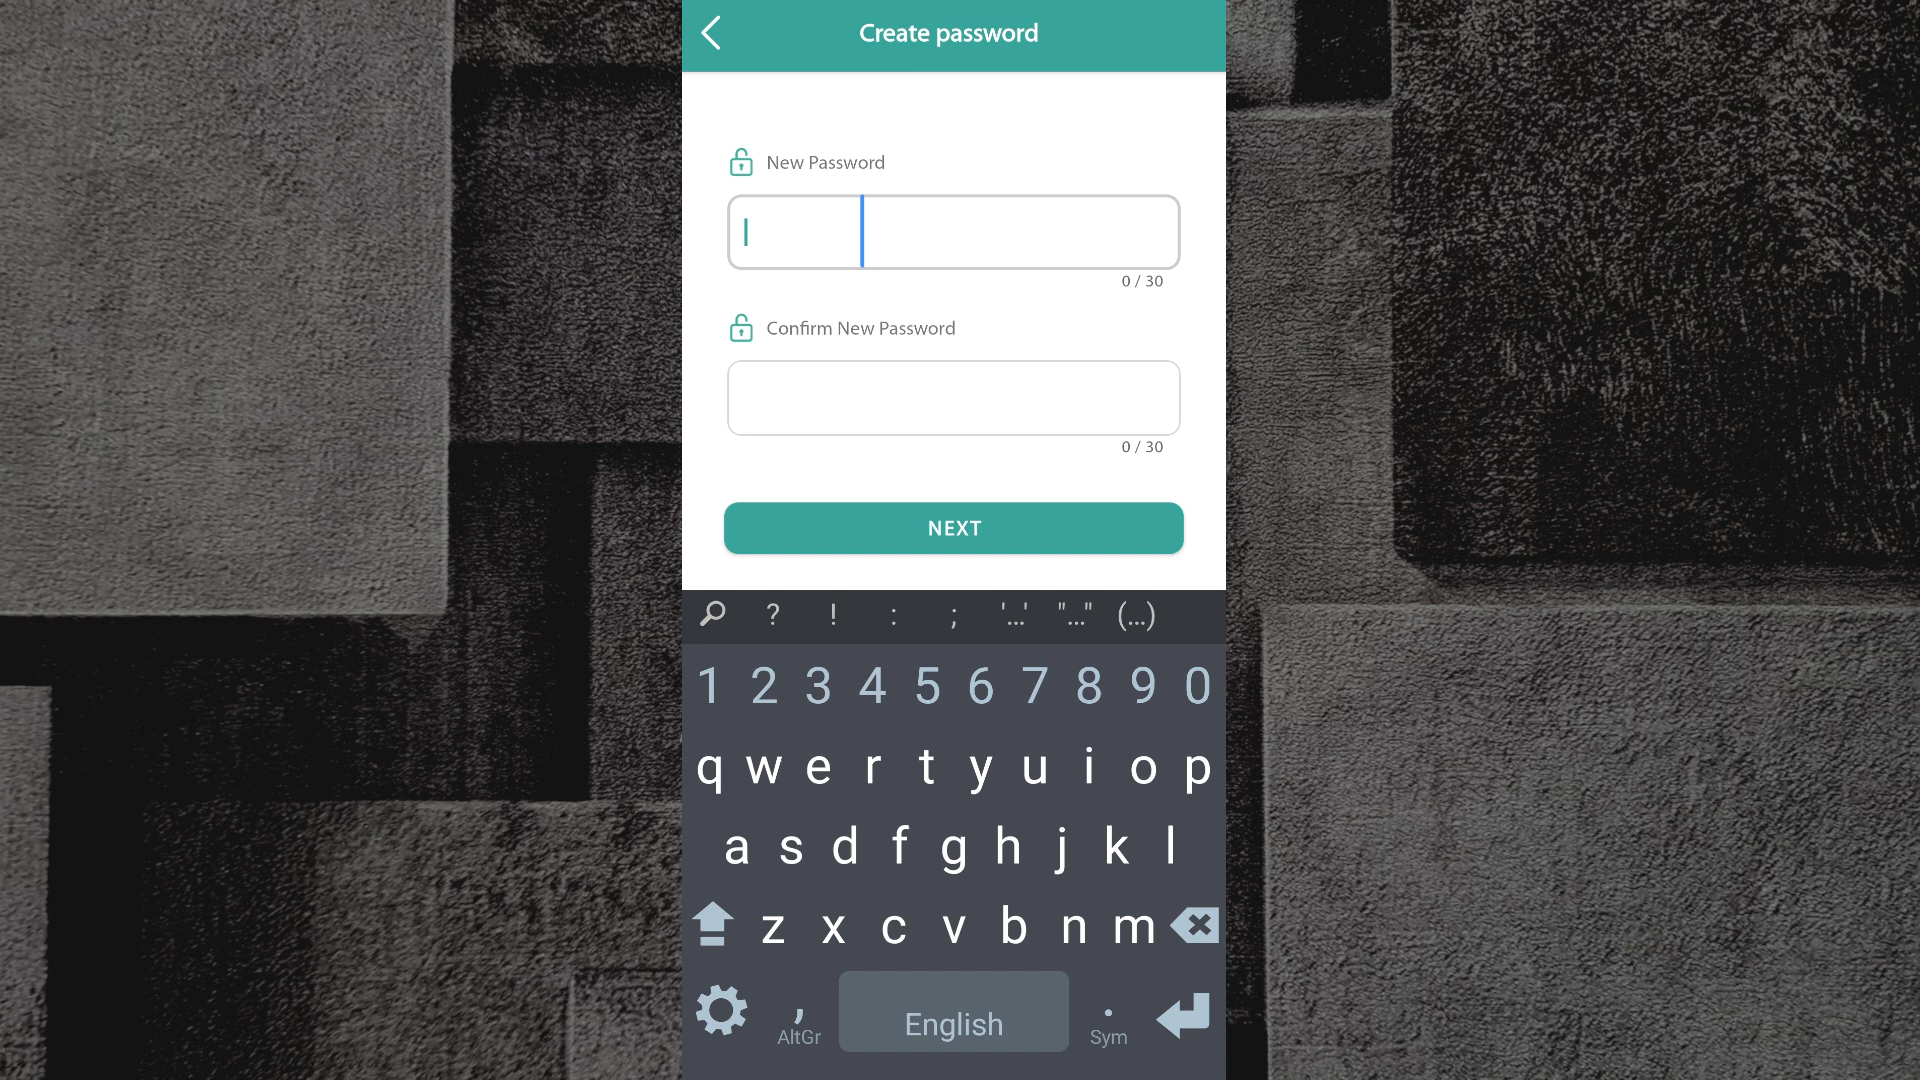 Create password
New Password
0 / 30
Confirm New Password
0 / 30
NEXT
? ! : ; '...' "..." (...)
1 2 3 4 5 6 7 8 9 0
q w e r t y u i o p
a s d f g h j k l
z x c v b n m
, English .
AltGr Sym